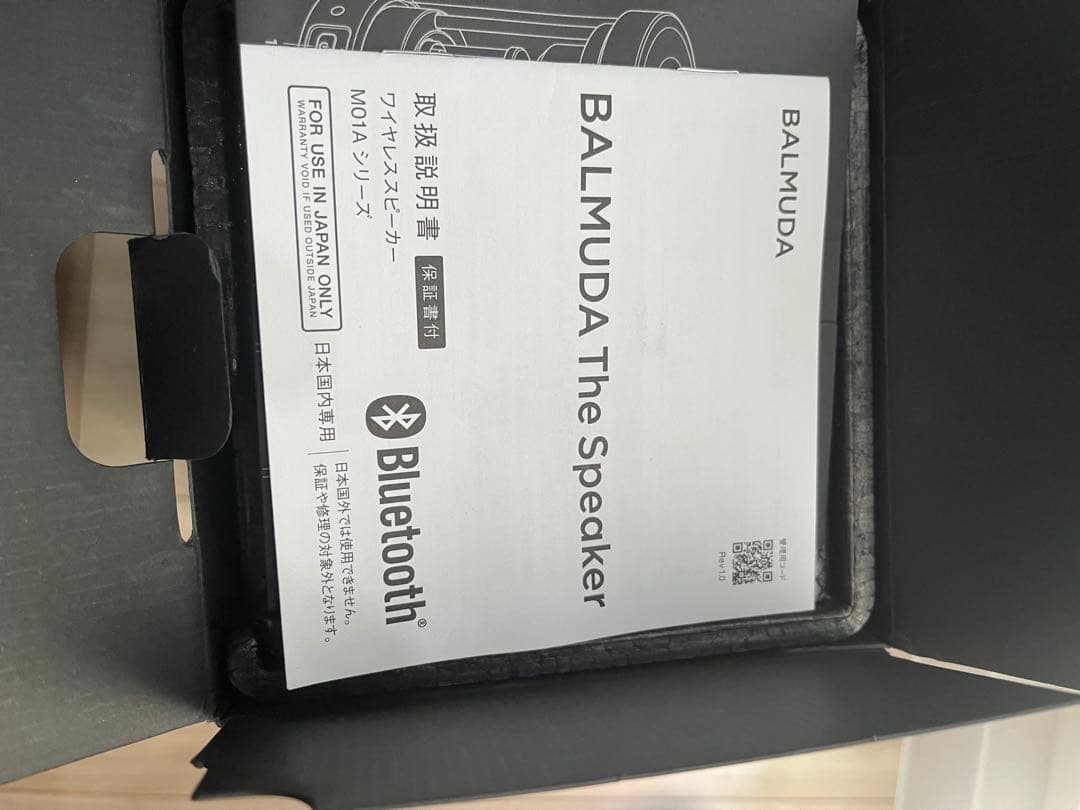 BALMUDA
管理用コード
Rev1.0
BALMUDA The Speaker
取扱説明書 保証書付
ワイヤレススピーカー
M01A シリーズ
Bluetooth®
FOR USE IN JAPAN ONLY
WARRANTY VOID IF USED OUTSIDE JAPAN
日本国内専用
日本国外では使用できません。
保証や修理の対象外となります。